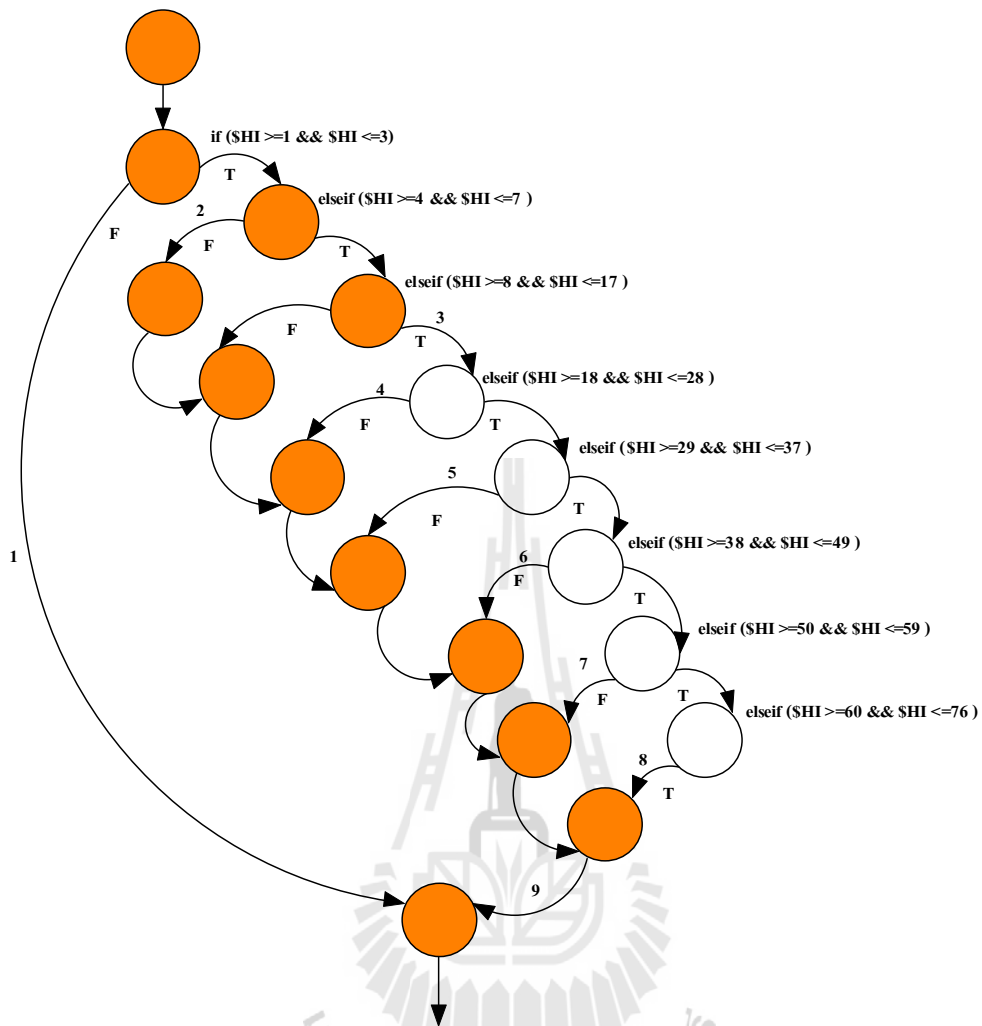 if ($HI >=1 && $HI <=3)
T
elseif ($HI >=4 && $HI <=7 )
2
F
F
T
elseif ($HI >=8 && $HI <=17 )
3
F
T
elseif ($HI >=18 && $HI <=28 )
4
F
T
elseif ($HI >=29 && $HI <=37 )
5
F
T
elseif ($HI >=38 && $HI <=49 )
1
6
F
T
elseif ($HI >=50 && $HI <=59 )
7
F
T
elseif ($HI >=60 && $HI <=76 )
8
T
9